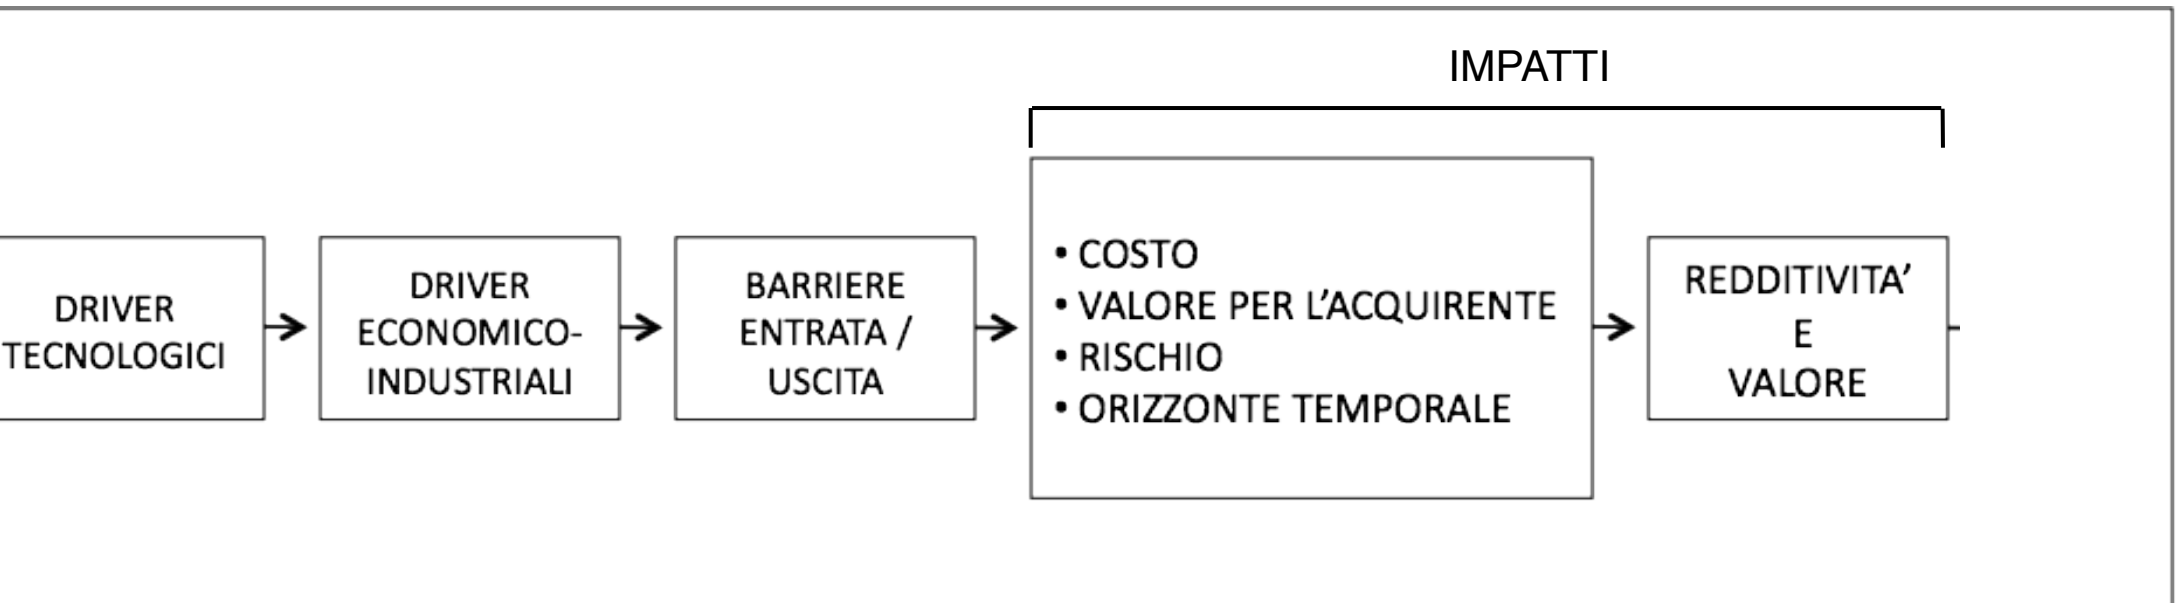 IMPATTI
DRIVER
TECNOLOGICI
DRIVER
ECONOMICO-
INDUSTRIALI
BARRIERE
ENTRATA /
USCITA
• COSTO
• VALORE PER L’ACQUIRENTE
• RISCHIO
• ORIZZONTE TEMPORALE
REDDITIVITA’
E
VALORE